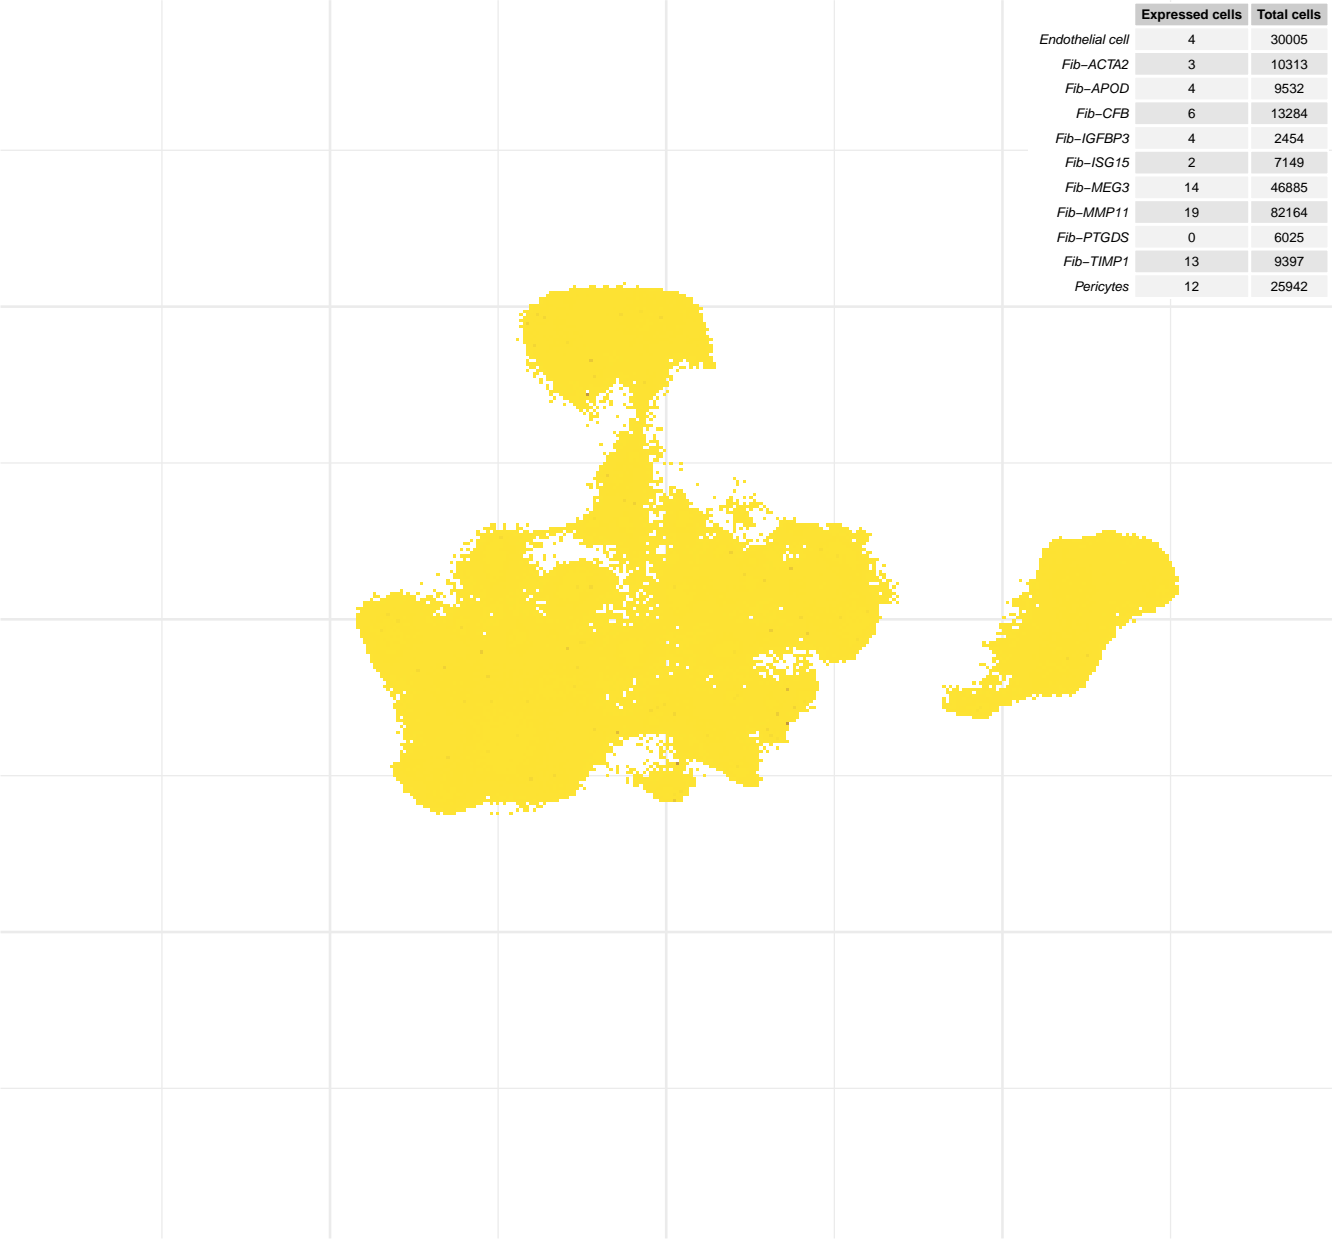 Expressed cells Total cells
Endothelial cell 4 30005
Fib−ACTA2 3 10313
Fib−APOD 4 9532
Fib−CFB 6 13284
Fib−IGFBP3 4 2454
Fib−ISG15 2 7149
Fib−MEG3 14 46885
Fib−MMP11 19 82164
Fib−PTGDS 0 6025
Fib−TIMP1 13 9397
Pericytes 12 25942